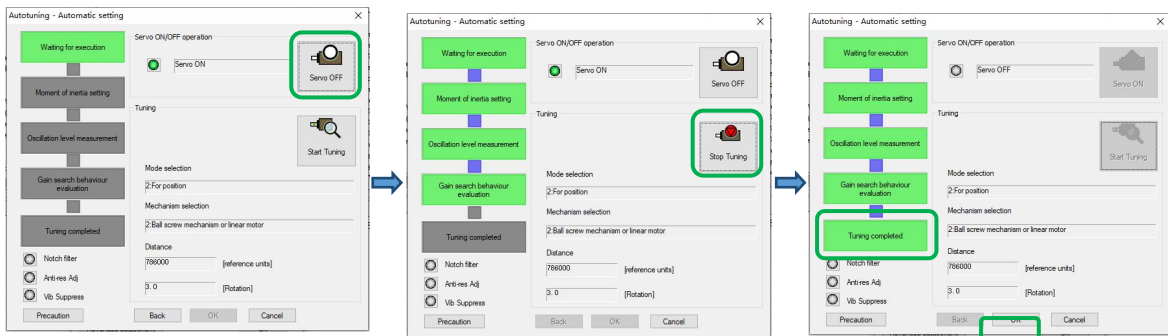 Autotuning - Automatic setting
Waiting for execution
Moment of inertia setting
Oscillation level measurement
Gain search behaviour
evaluation
Tuning completed
Notch filter
Anti-res Adj
Vib Suppress
Precaution
Servo ON/OFF operation
Servo ON
Servo OFF
Tuning
Start Tuning
Mode selection
2:For position
Mechanism selection
2:Ball screw mechanism or linear motor
Distance
786000 [reference units]
3. 0 [Rotation]
Back OK Cancel
Autotuning - Automatic setting
Waiting for execution
Moment of inertia setting
Oscillation level measurement
Gain search behaviour
evaluation
Tuning completed
Notch filter
Anti-res Adj
Vib Suppress
Precaution
Servo ON/OFF operation
Servo ON
Servo OFF
Tuning
Stop Tuning
Mode selection
2:For position
Mechanism selection
2:Ball screw mechanism or linear motor
Distance
786000 [reference units]
3. 0 [Rotation]
Back OK Cancel
Autotuning - Automatic setting
Waiting for execution
Moment of inertia setting
Oscillation level measurement
Gain search behaviour
evaluation
Tuning completed
Notch filter
Anti-res Adj
Vib Suppress
Precaution
Servo ON/OFF operation
Servo OFF
Servo ON
Tuning
Start Tuning
Mode selection
2:For position
Mechanism selection
2:Ball screw mechanism or linear motor
Distance
786000 [reference units]
3. 0 [Rotation]
Back OK Cancel